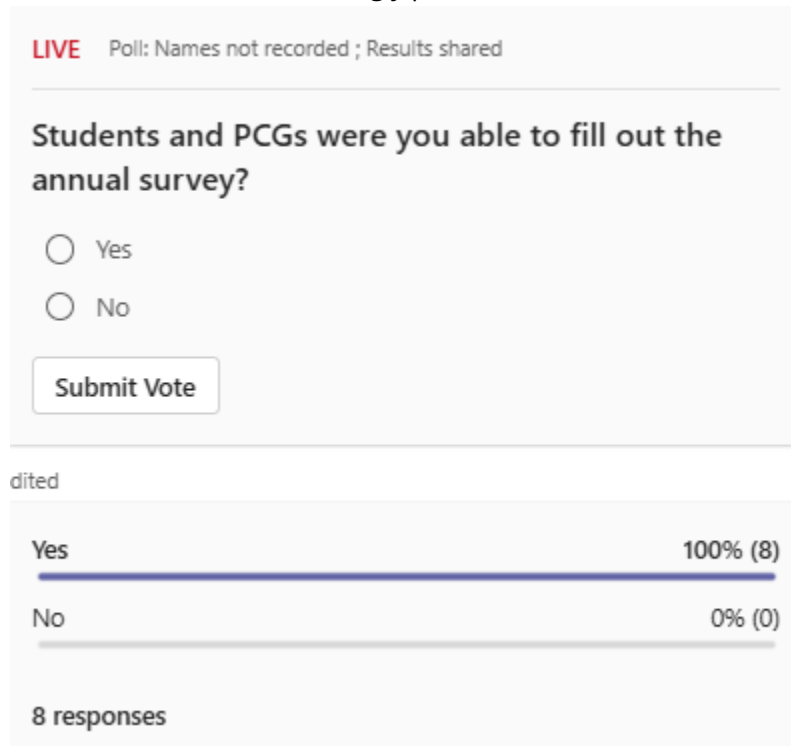 LIVE Poll: Names not recorded ; Results shared
Students and PCGs were you able to fill out the
annual survey?
Yes
No
Submit Vote
dited
Yes 100% (8)
No 0% (0)
8 responses